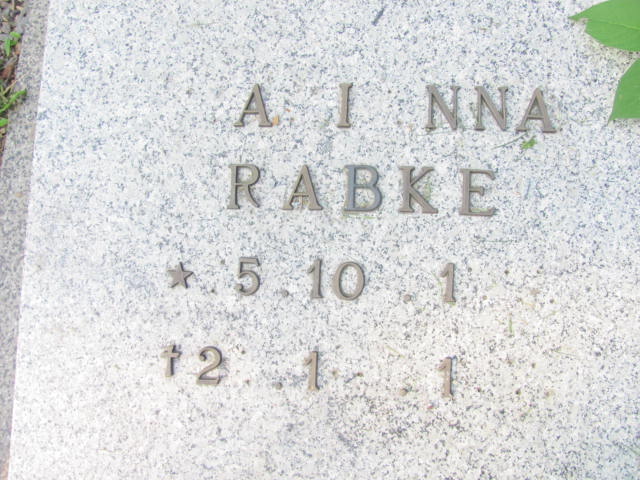 A I NNA
RABKE
* 5. 10. 1
† 2. 1. 1